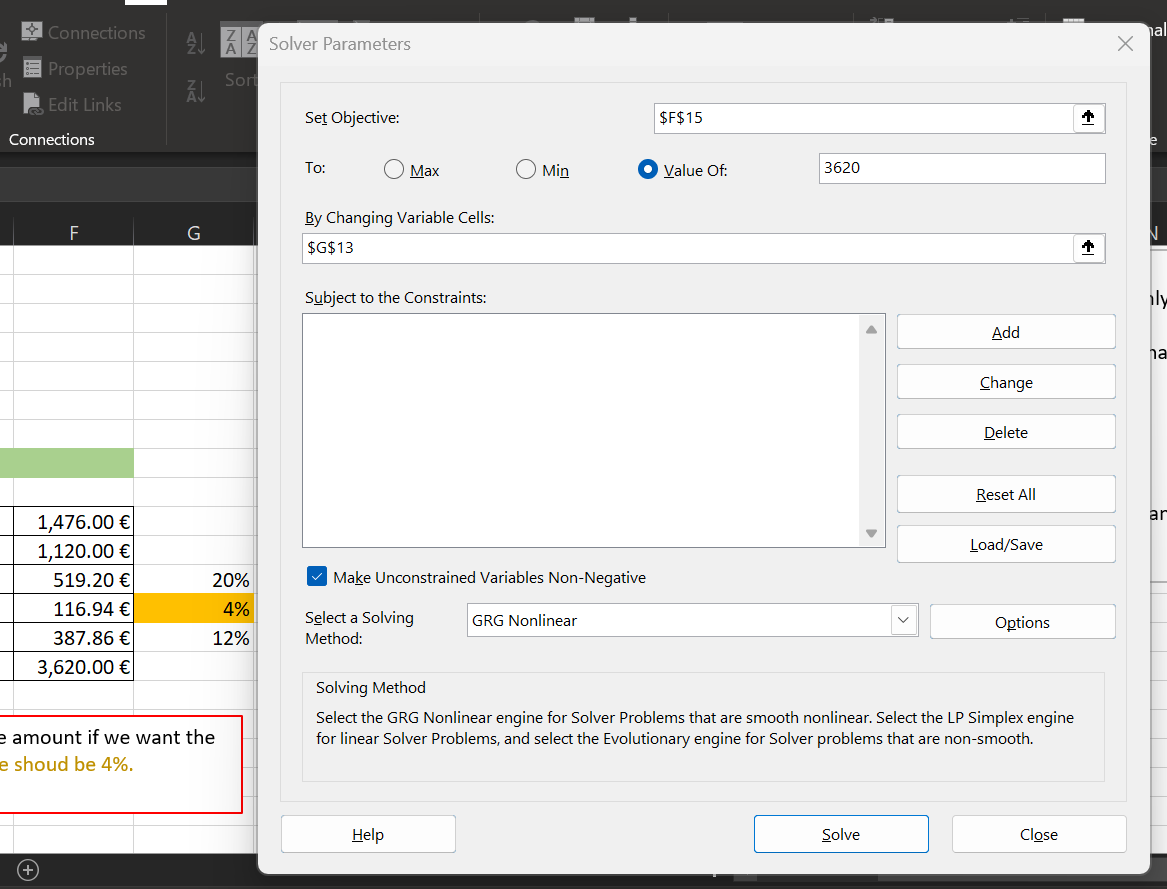 Connections
Properties
Edit Links
Connections
Sort
Solver Parameters
Set Objective:
$F$15
To:
Max
Min
Value Of:
3620
By Changing Variable Cells:
$G$13
Subject to the Constraints:
Add
Change
Delete
Reset All
Load/Save
Make Unconstrained Variables Non-Negative
Select a Solving
Method:
GRG Nonlinear
Options
Solving Method
Select the GRG Nonlinear engine for Solver Problems that are smooth nonlinear. Select the LP Simplex engine
for linear Solver Problems, and select the Evolutionary engine for Solver problems that are non-smooth.
Help
Solve
Close
F G
1,476.00 €
1,120.00 €
519.20 € 20%
116.94 € 4%
387.86 € 12%
3,620.00 €
e amount if we want the
e shoud be 4%.
N